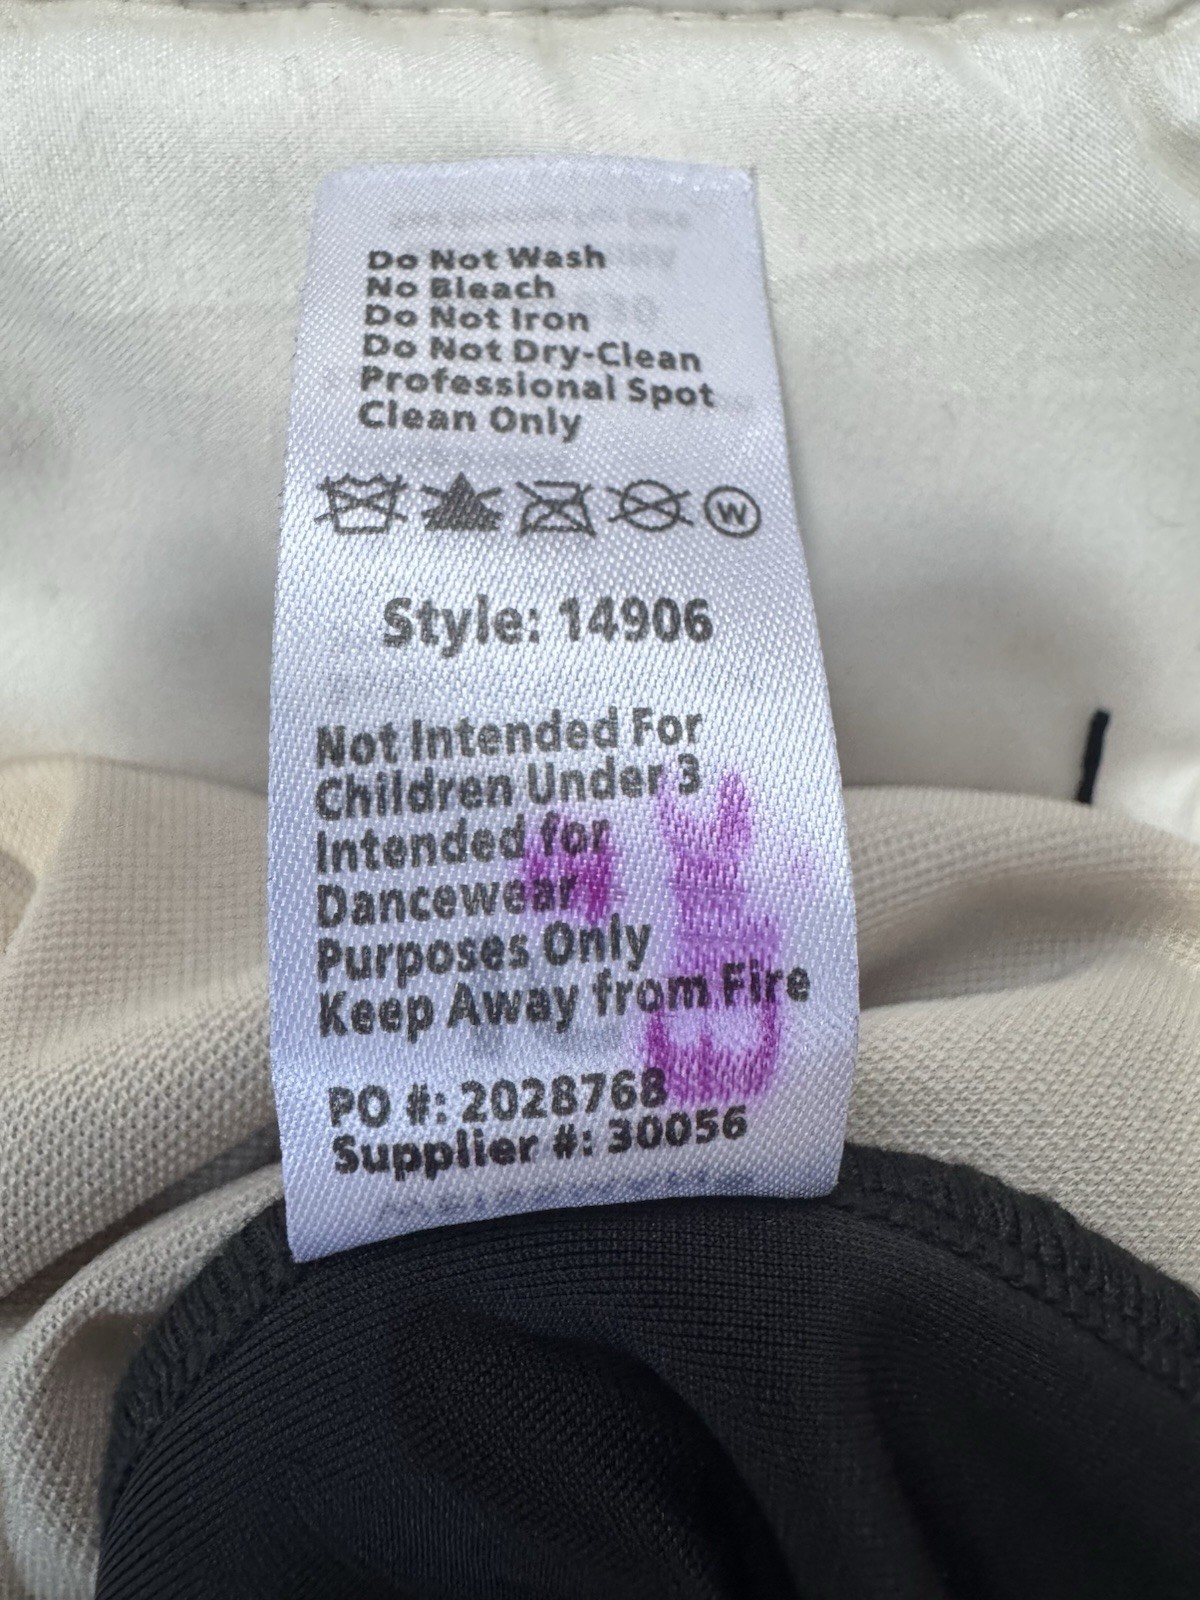 Do Not Wash
No Bleach
Do Not Iron
Do Not Dry-Clean
Professional Spot
Clean Only
W
Style: 14906
Not Intended For
Children Under 3
Intended for
Dancewear
Purposes Only
Keep Away from Fire
PO #: 2028768
Supplier #: 30056